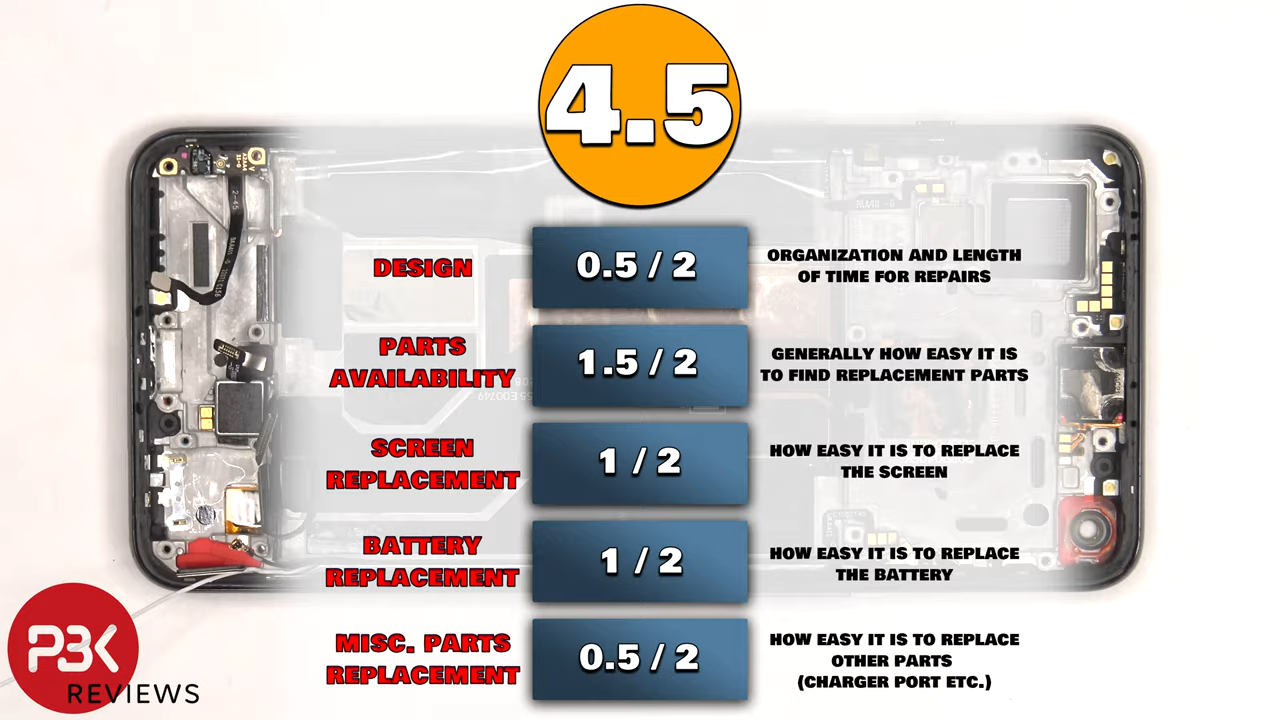 4.5
DESIGN
0.5 / 2
ORGANIZATION AND LENGTH
OF TIME FOR REPAIRS
PARTS
AVAILABILITY
1.5 / 2
GENERALLY HOW EASY IT IS
TO FIND REPLACEMENT PARTS
SCREEN
REPLACEMENT
1 / 2
HOW EASY IT IS TO REPLACE
THE SCREEN
BATTERY
REPLACEMENT
1 / 2
HOW EASY IT IS TO REPLACE
THE BATTERY
MISC. PARTS
REPLACEMENT
0.5 / 2
HOW EASY IT IS TO REPLACE
OTHER PARTS
(CHARGER PORT ETC.)
PBK
REVIEWS